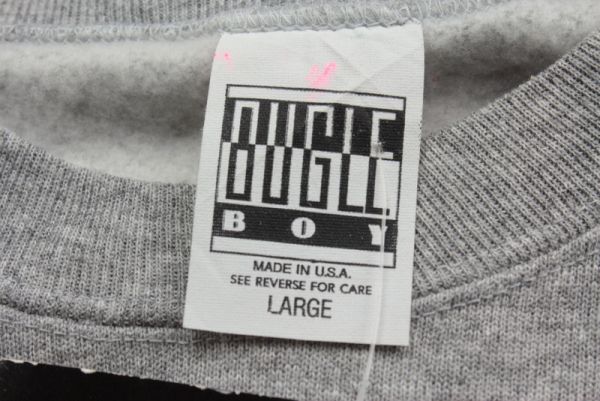 BUGLE
BOY
MADE IN U.S.A.
SEE REVERSE FOR CARE
LARGE